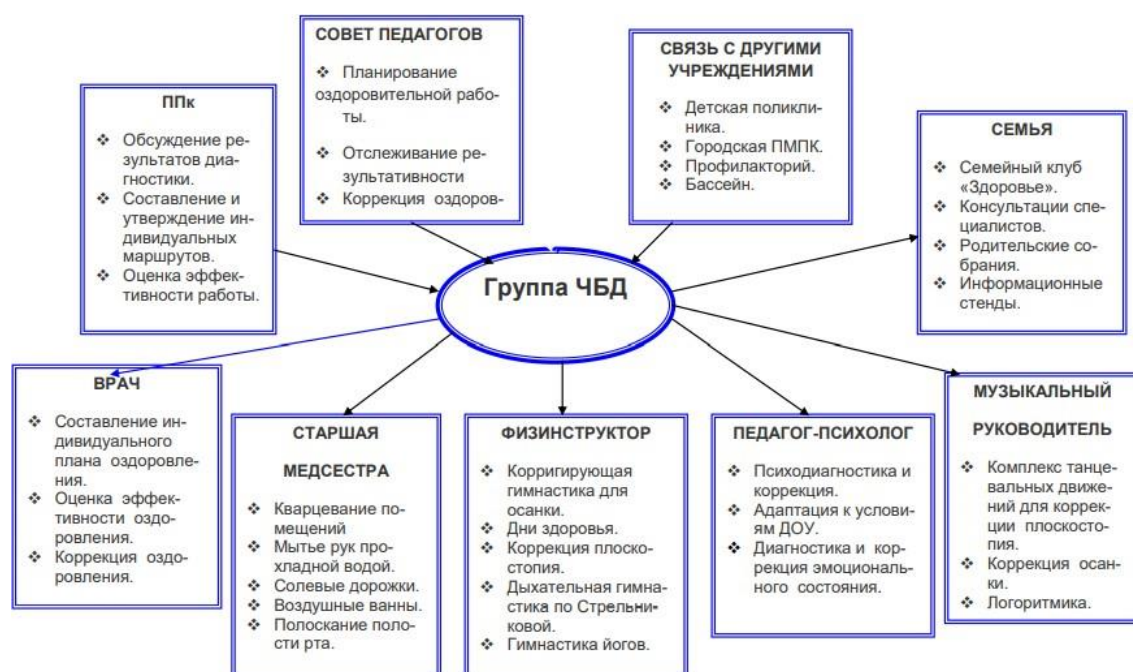 СОВЕТ ПЕДАГОГОВ
❖ Планирование
оздоровительной рабо-
ты.
❖ Отслеживание ре-
зультативности
❖ Коррекция оздоров-
СВЯЗЬ С ДРУГИМИ
УЧРЕЖДЕНИЯМИ
❖ Детская поликли-
ника.
❖ Городская ПМПК.
❖ Профилакторий.
❖ Бассейн.
ППк
❖ Обсуждение ре-
зультатов диа-
гностики.
❖ Составление и
утверждение ин-
дивидуальных
маршрутов.
❖ Оценка эффек-
тивности работы.
СЕМЬЯ
❖ Семейный клуб
«Здоровье».
❖ Консультации спе-
циалистов.
❖ Родительские со-
брания.
❖ Информационные
стенды.
Группа ЧБД
ВРАЧ
❖ Составление ин-
дивидуального
плана оздоровле-
ния.
❖ Оценка эффек-
тивности оздо-
ровления.
❖ Коррекция оздо-
ровления.
СТАРШАЯ
МЕДСЕСТРА
❖ Кварцевание по-
мещений
❖ Мытье рук про-
хладной водой.
❖ Солевые дорожки.
❖ Воздушные ванны.
❖ Полоскание поло-
сти рта.
ФИЗИНСТРУКТОР
❖ Корригирующая
гимнастика для
осанки.
❖ Дни здоровья.
❖ Коррекция плоско-
стопия.
❖ Дыхательная гимна-
стика по Стрельни-
ковой.
❖ Гимнастика йогов.
ПЕДАГОГ-ПСИХОЛОГ
❖ Психодиагностика и
коррекция.
❖ Адаптация к услови-
ям ДОУ.
❖ Диагностика и кор-
рекция эмоциональ-
ного состояния.
МУЗЫКАЛЬНЫЙ
РУКОВОДИТЕЛЬ
❖ Комплекс танце-
вальных движе-
ний для коррек-
ции плоскосто-
пия.
❖ Коррекция осан-
ки.
❖ Логоритмика.